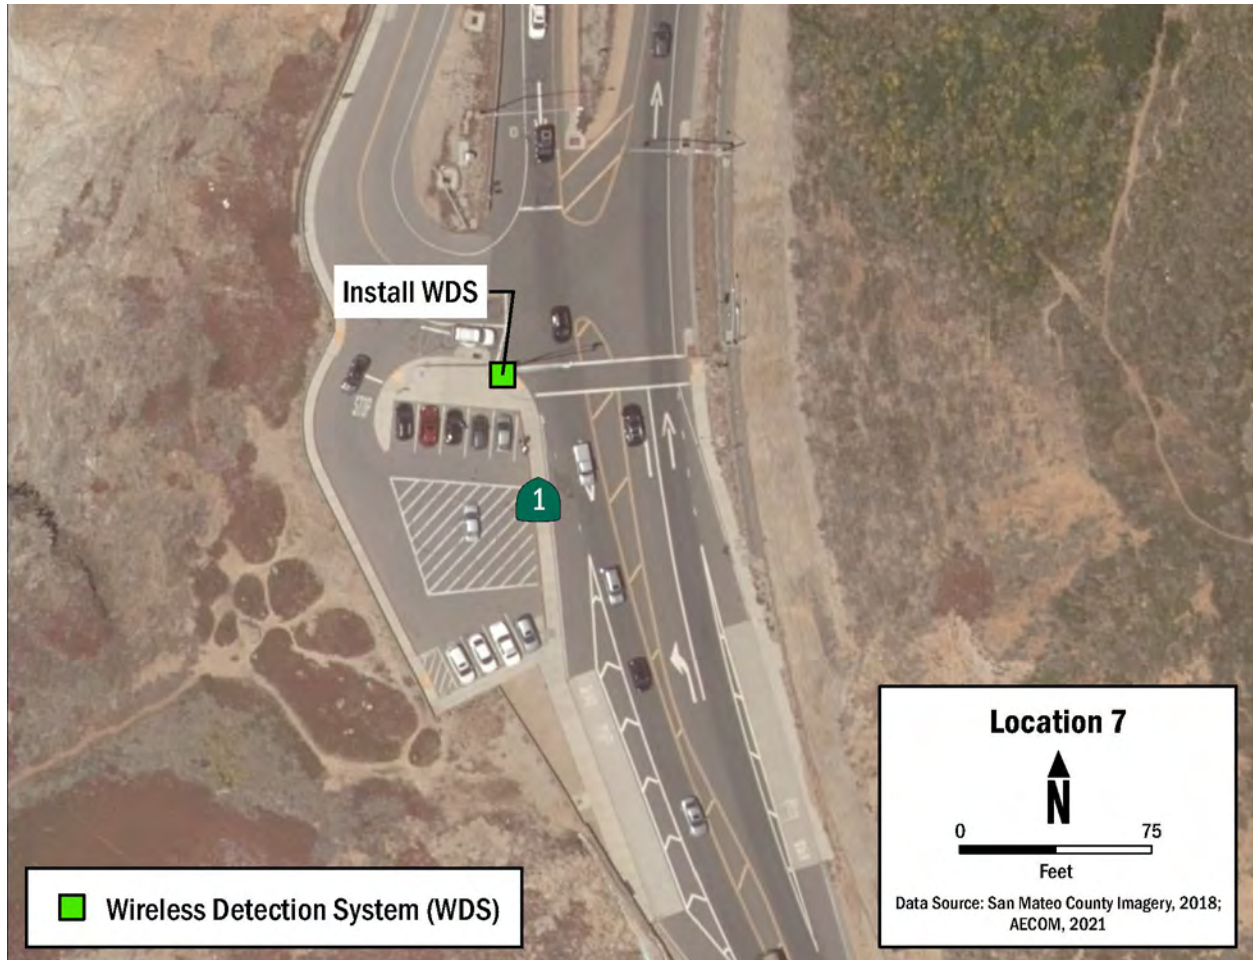 Install WDS
STOP
1
Location 7
N
0 75
Feet
Data Source: San Mateo County Imagery, 2018;
AECOM, 2021
Wireless Detection System (WDS)